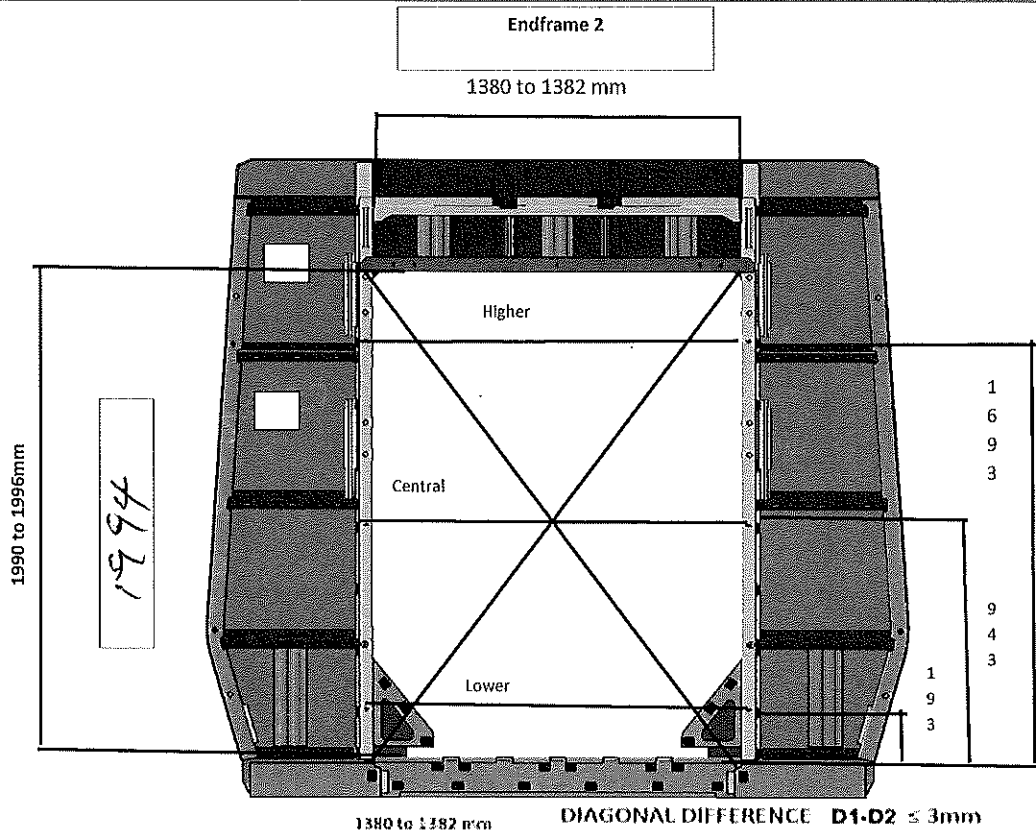 Endframe 2
1380 to 1382 mm
Higher
1
6
9
3
1990 to 1996mm
1994
Central
9
4
3
Lower
1
9
3
1380 to 1382 mm
DIAGONAL DIFFERENCE D1-D2 ≤ 3mm